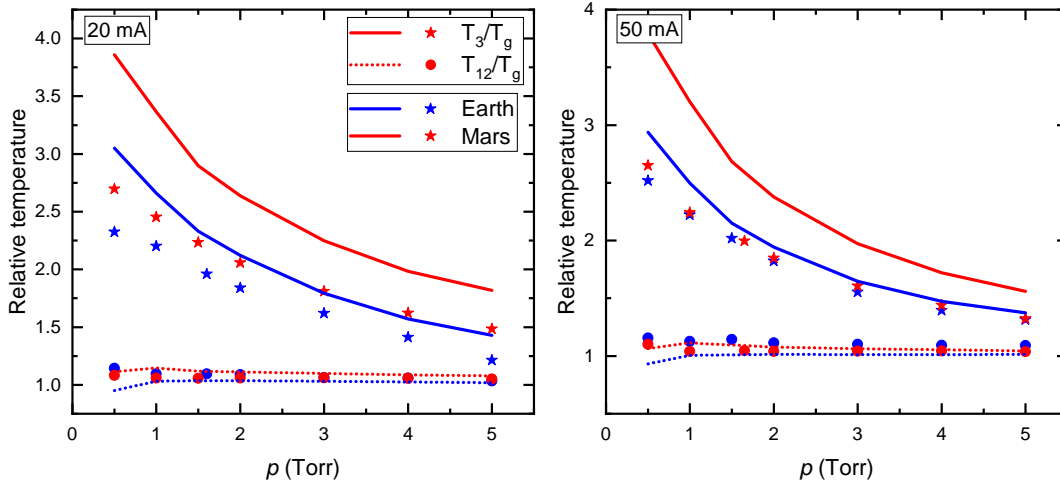 20 mA
T3/Tg
T12/Tg
Earth
Mars
Relative temperature
4.0
3.5
3.0
2.5
2.0
1.5
1.0
0 1 2 3 4 5
p (Torr)
50 mA
Relative temperature
4
3
2
1
0 1 2 3 4 5
p (Torr)